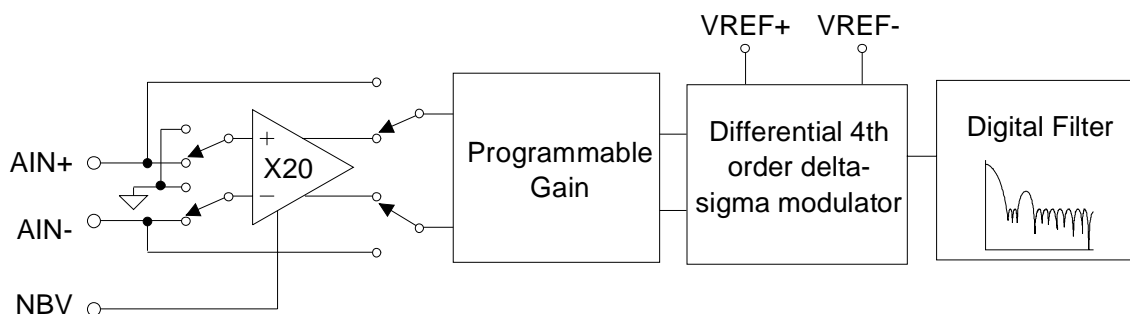 VREF+ VREF-
AIN+
AIN-
NBV
+
−
X20
Programmable
Gain
Differential 4th
order delta-
sigma modulator
Digital Filter